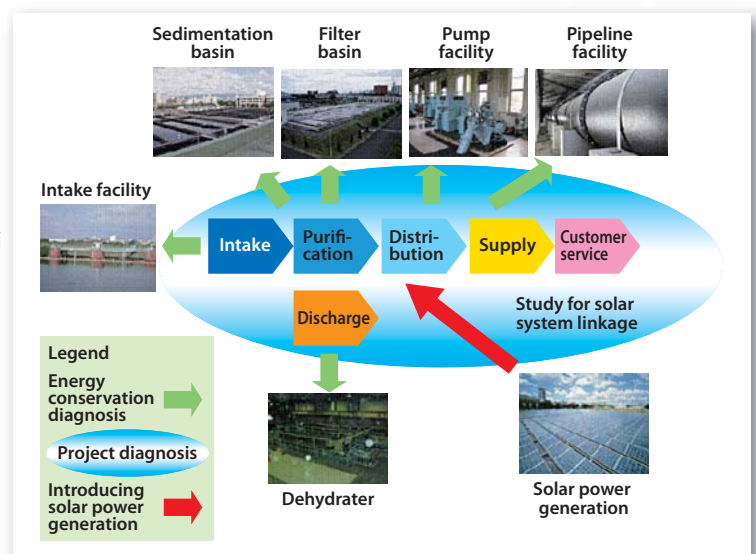 Sedimentation
basin
Filter
basin
Pump
facility
Pipeline
facility
Intake facility
Intake
Purifi-
cation
Distri-
bution
Supply
Customer
service
Discharge
Study for solar
system linkage
Legend
Energy
conservation
diagnosis
Project diagnosis
Introducing
solar power
generation
Dehydrater
Solar power
generation